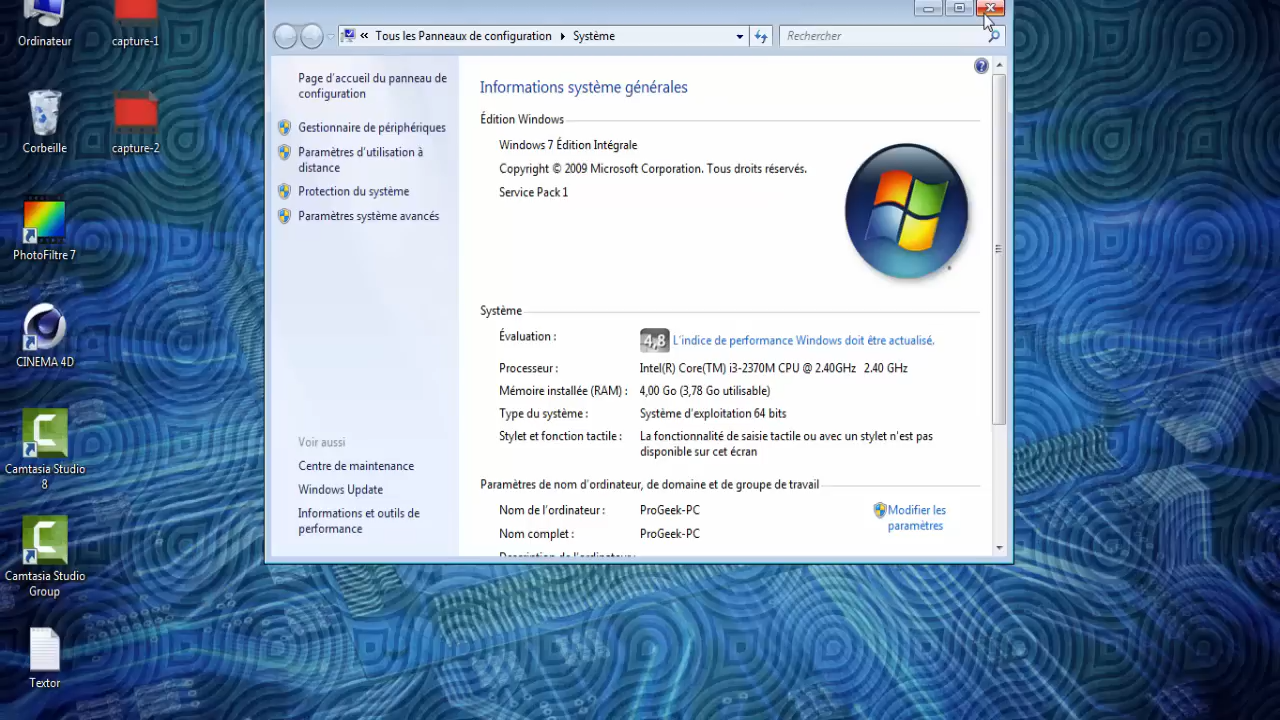 Ordinateur
capture-1
Corbeille
capture-2
PhotoFiltre 7
CINEMA 4D
Camtasia Studio
8
Camtasia Studio
Group
Textor
« Tous les Panneaux de configuration
Système
Rechercher
Page d'accueil du panneau de
configuration
Gestionnaire de périphériques
Paramètres d'utilisation à
distance
Protection du système
Paramètres système avancés
Voir aussi
Centre de maintenance
Windows Update
Informations et outils de
performance
Informations système générales
Édition Windows
Windows 7 Édition Intégrale
Copyright © 2009 Microsoft Corporation. Tous droits réservés.
Service Pack 1
Système
Évaluation :
4,8 L'indice de performance Windows doit être actualisé.
Processeur : Intel(R) Core(TM) i3-2370M CPU @ 2.40GHz 2.40 GHz
Mémoire installée (RAM) : 4,00 Go (3,78 Go utilisable)
Type du système : Système d'exploitation 64 bits
Stylet et fonction tactile : La fonctionnalité de saisie tactile ou avec un stylet n'est pas
disponible sur cet écran
Paramètres de nom d'ordinateur, de domaine et de groupe de travail
Nom de l'ordinateur : ProGeek-PC
Modifier les
paramètres
Nom complet : ProGeek-PC
Description de l'ordinateur :